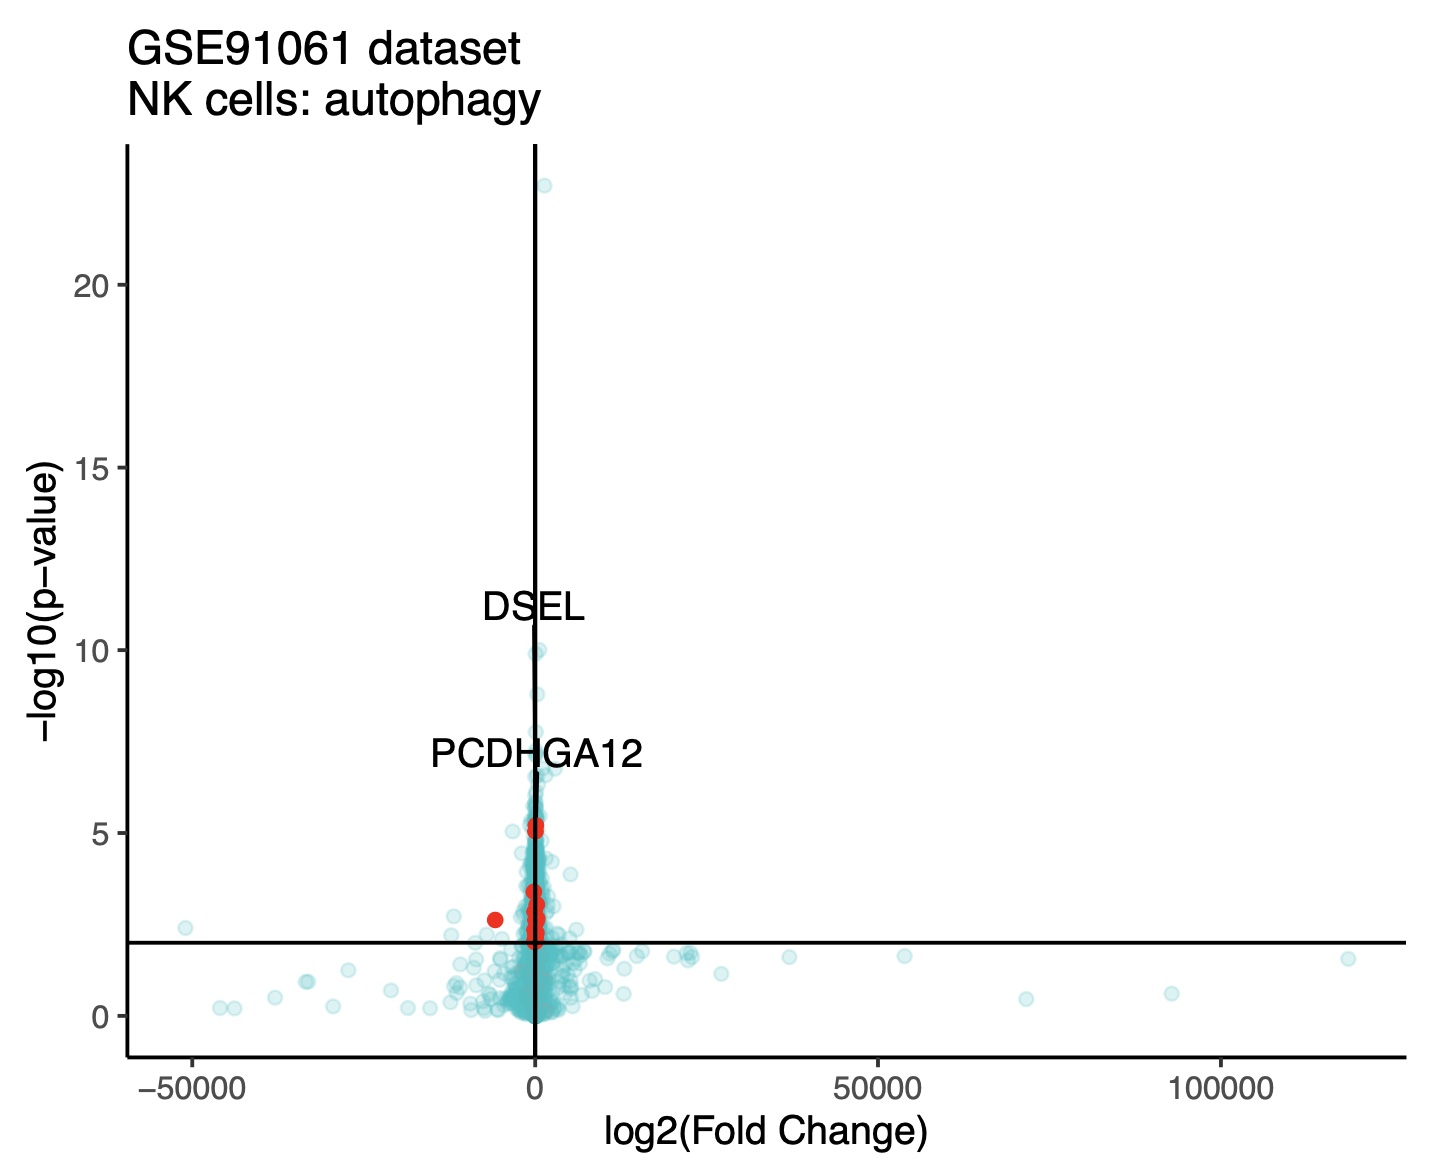 GSE91061 dataset
NK cells: autophagy
−log10(p−value)
20
15
10
5
0
DSEL
PCDHGA12
−50000
0
50000
100000
log2(Fold Change)